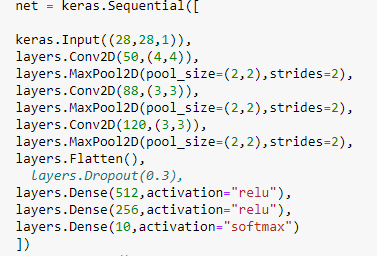 net = keras.Sequential([
keras.Input((28,28,1)),
layers.Conv2D(50,(4,4)),
layers.MaxPool2D(pool_size=(2,2),strides=2),
layers.Conv2D(88,(3,3)),
layers.MaxPool2D(pool_size=(2,2),strides=2),
layers.Conv2D(120,(3,3)),
layers.MaxPool2D(pool_size=(2,2),strides=2),
layers.Flatten(),
layers.Dropout(0.3),
layers.Dense(512,activation="relu"),
layers.Dense(256,activation="relu"),
layers.Dense(10,activation="softmax")
])